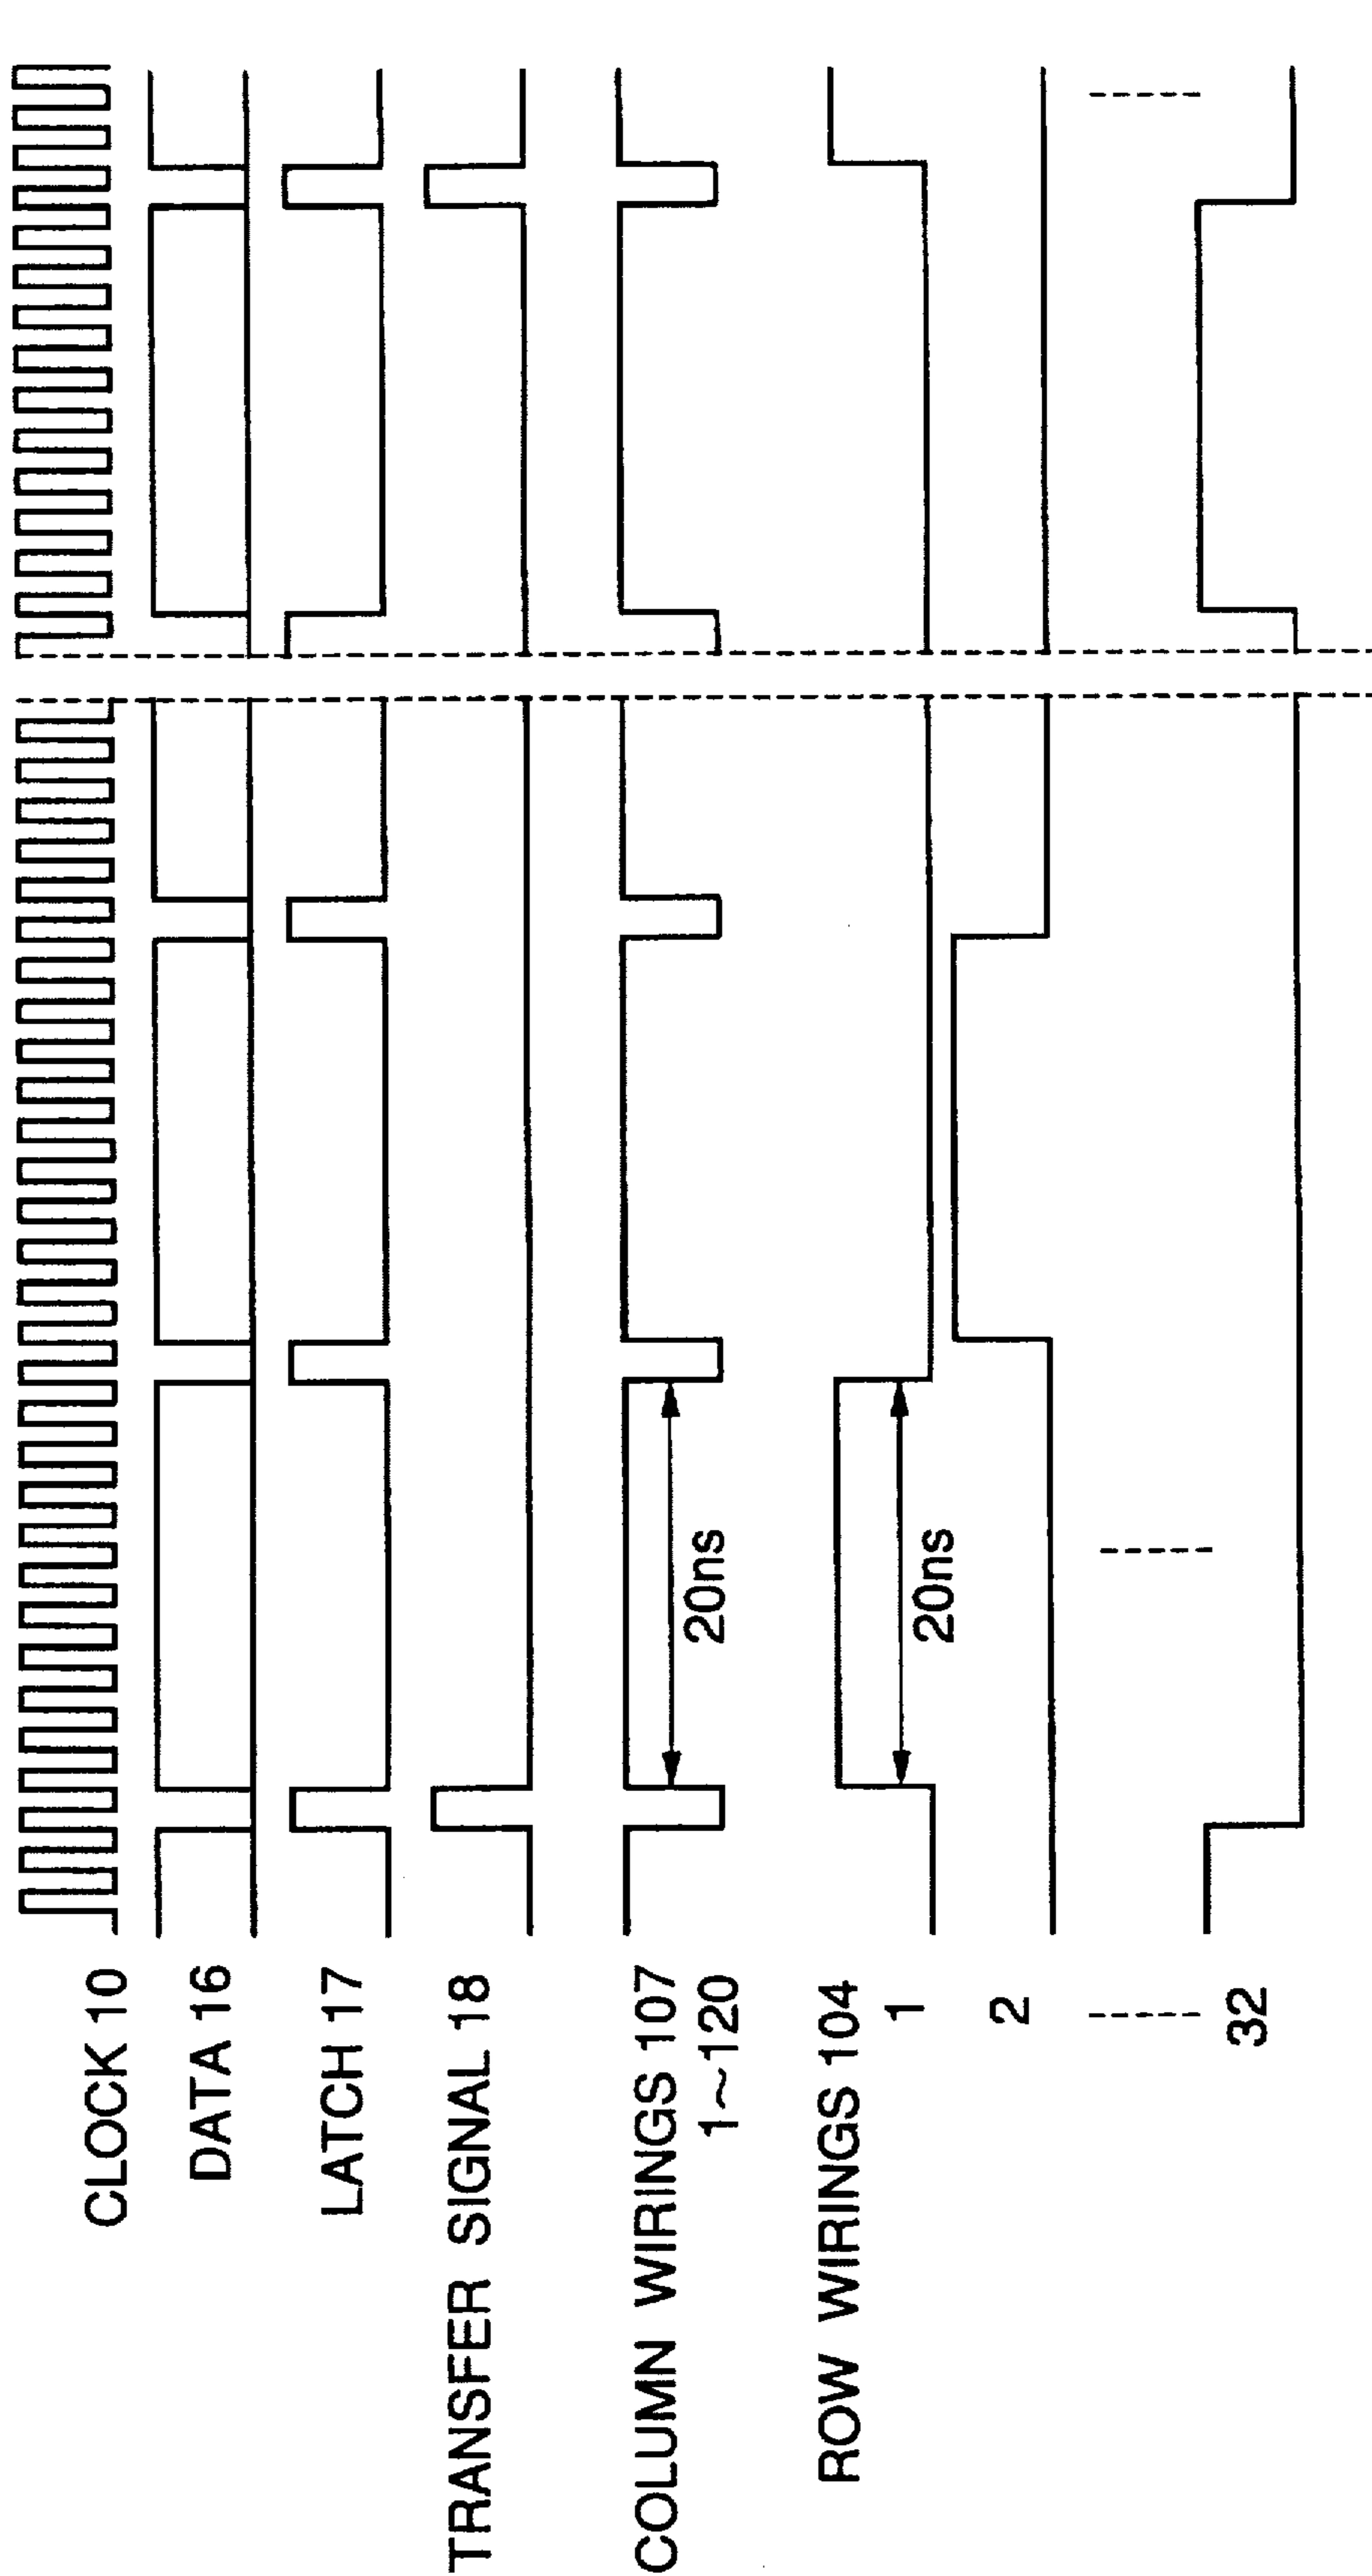 CLOCK 10
DATA 16
LATCH 17
TRANSFER SIGNAL 18
COLUMN WIRINGS 107
1~120
20ns
ROW WIRINGS 104
1
20ns
2
32